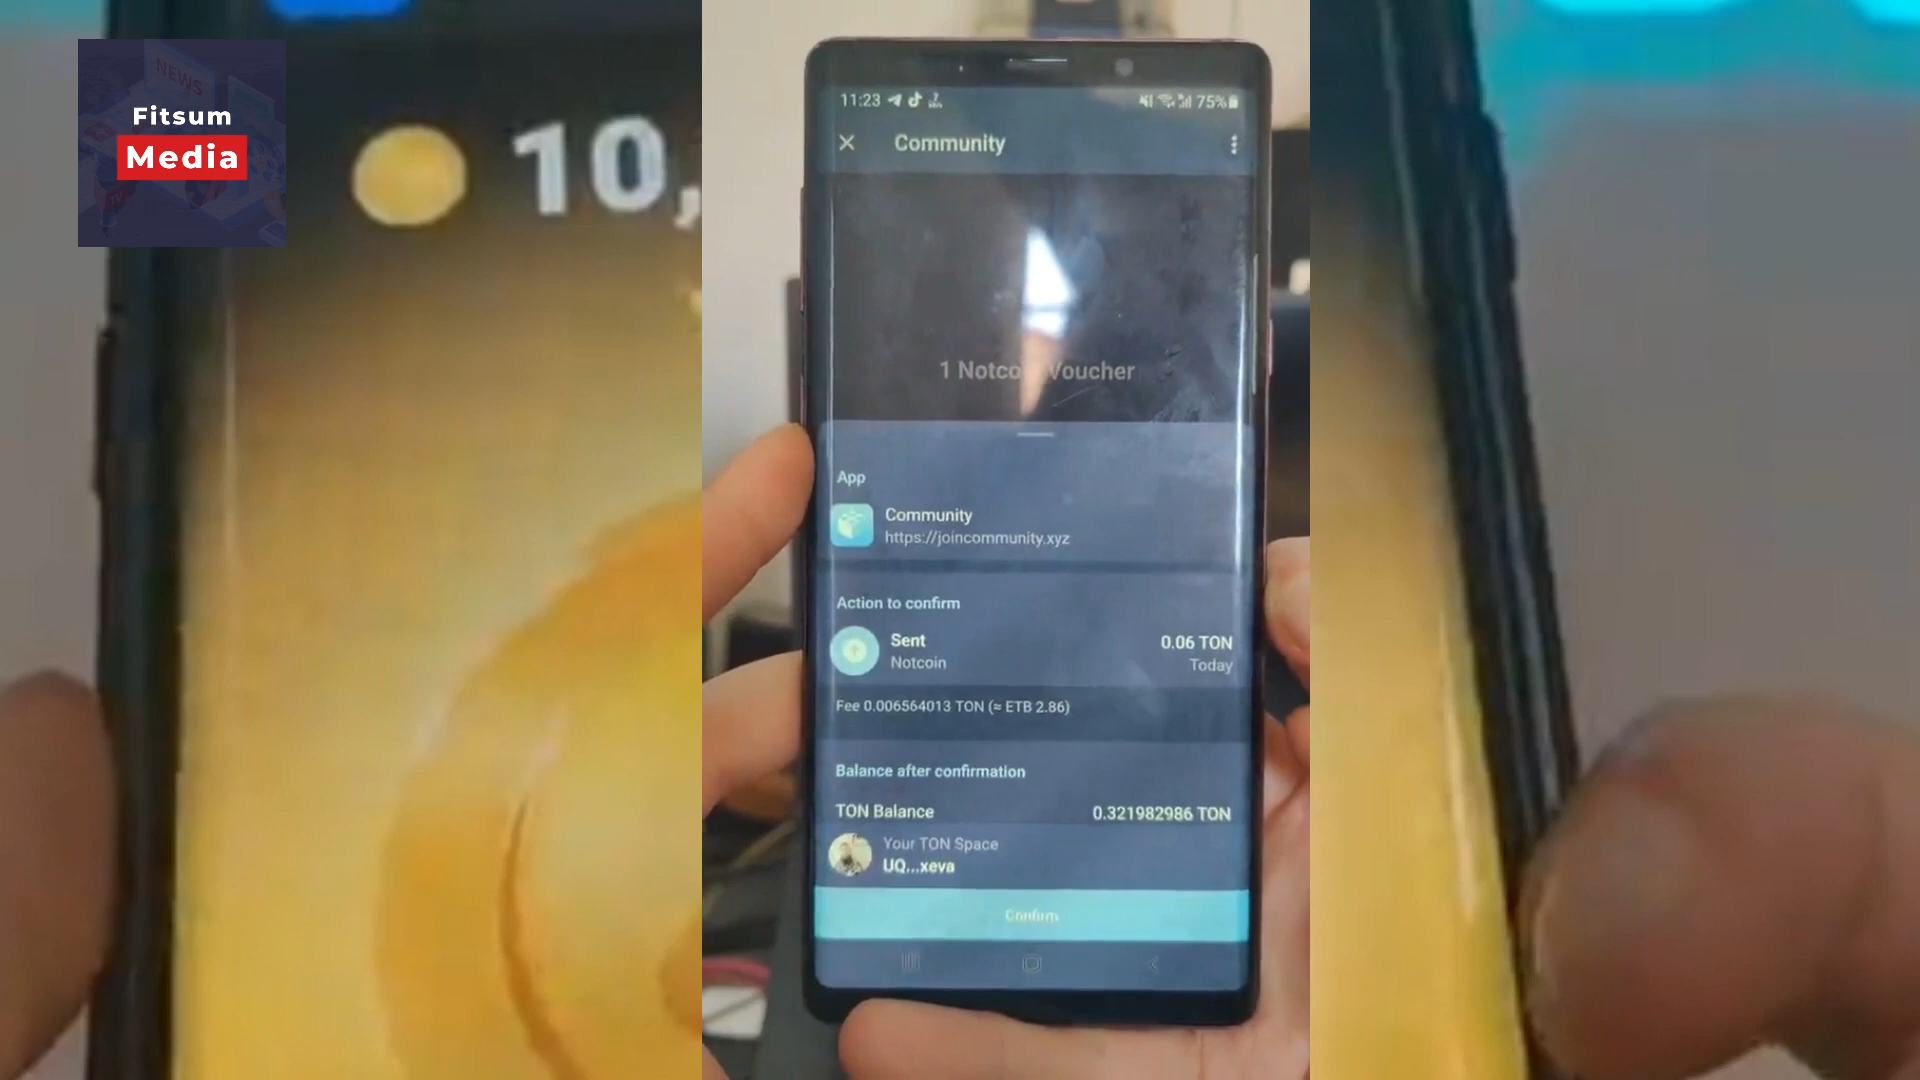 NEWS
Fitsum
Media
TV
10,
11:23
75%
Community
1 Notco Voucher
App
Community
https://joincommunity.xyz
Action to confirm
Sent 0.06 TON
Notcoin Today
Fee 0.006564013 TON (≈ ETB 2.86)
Balance after confirmation
TON Balance 0.321982986 TON
Your TON Space
UQ...xeva
Confirm